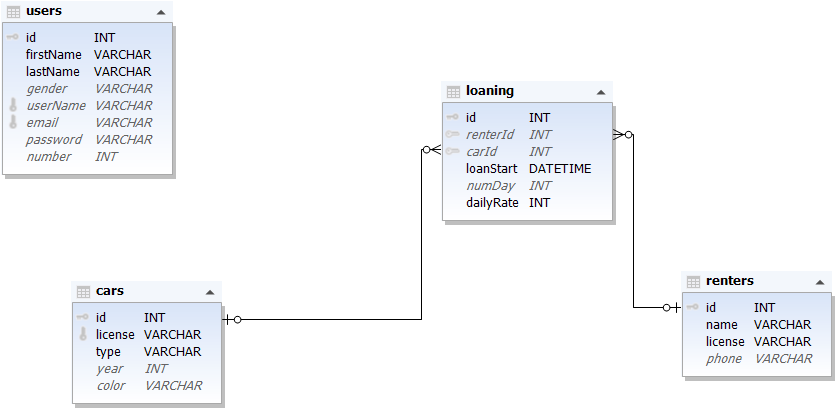 users
id INT
firstName VARCHAR
lastName VARCHAR
gender VARCHAR
userName VARCHAR
email VARCHAR
password VARCHAR
number INT
loaning
id INT
renterId INT
carId INT
loanStart DATETIME
numDay INT
dailyRate INT
cars
id INT
license VARCHAR
type VARCHAR
year INT
color VARCHAR
renters
id INT
name VARCHAR
license VARCHAR
phone VARCHAR